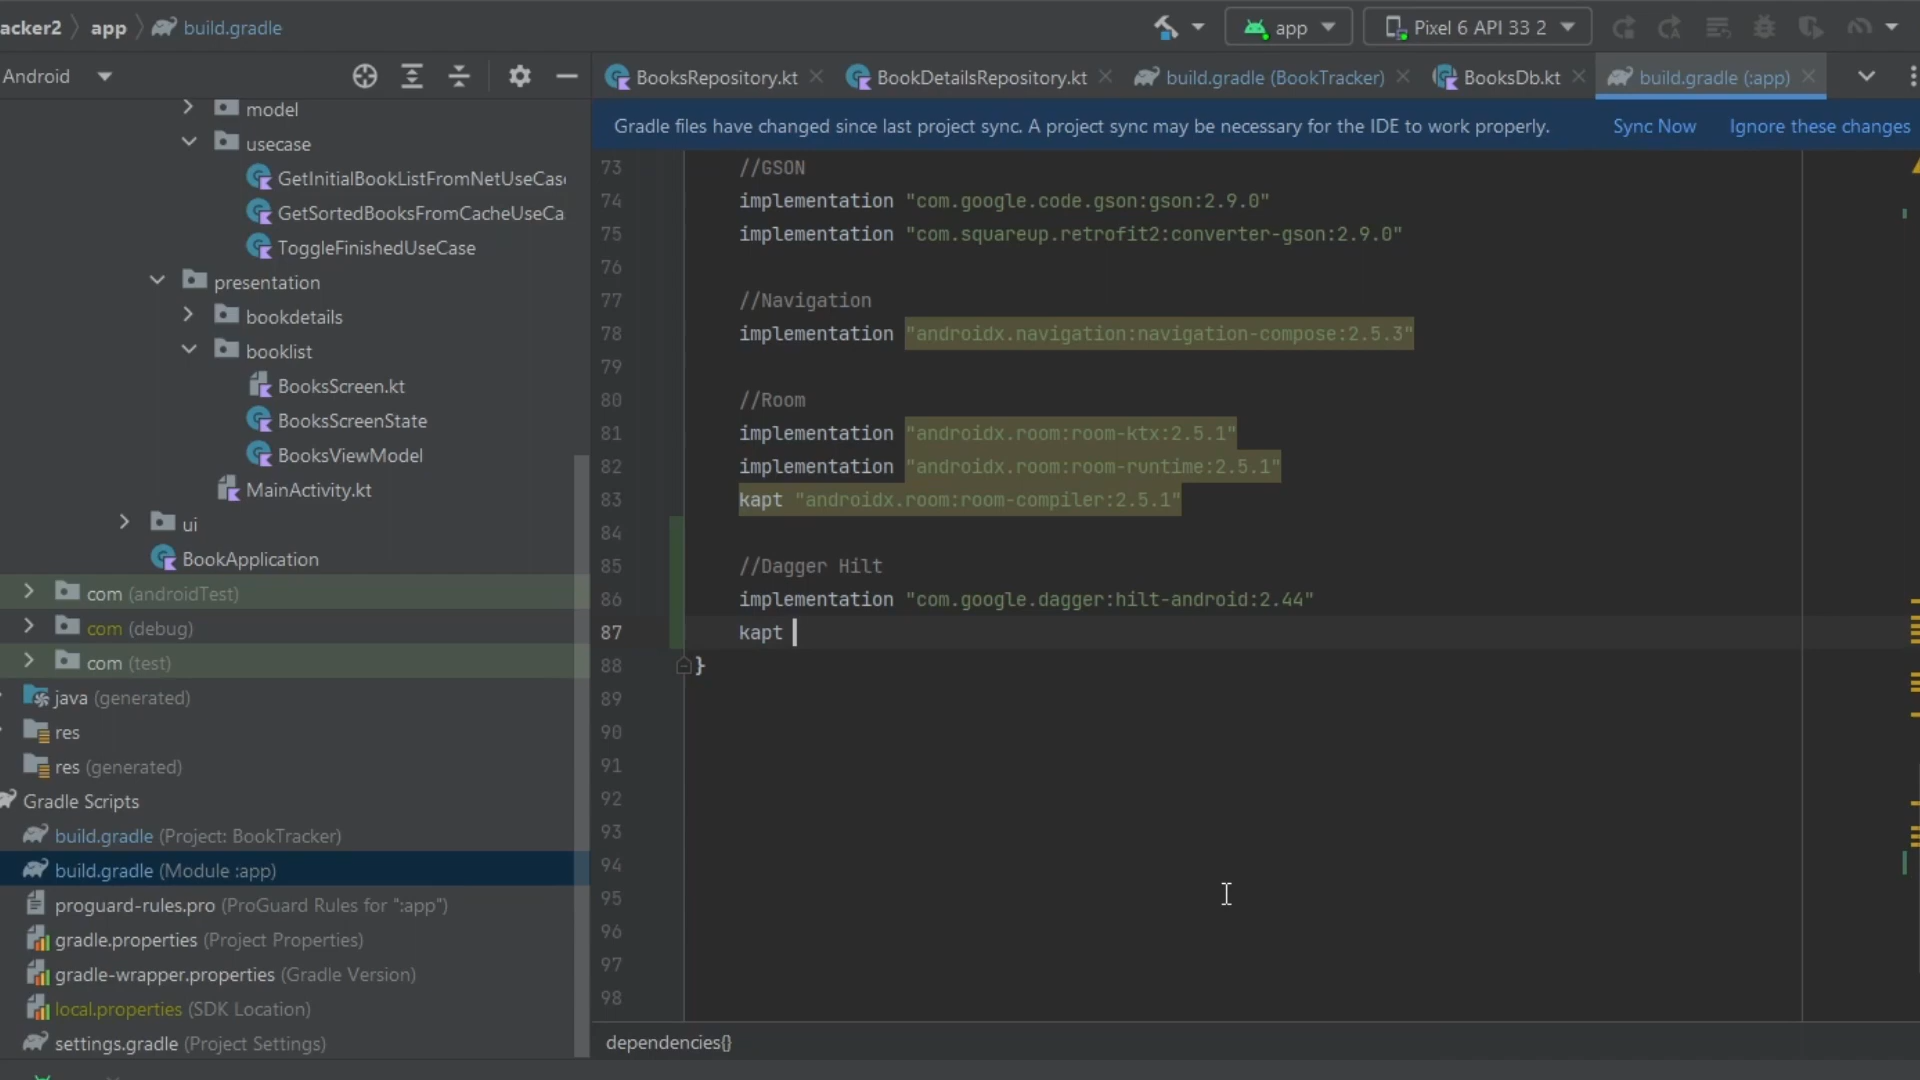 acker2 app build.gradle
app Pixel 6 API 33 2
Android
BooksRepository.kt BookDetailsRepository.kt build.gradle (BookTracker) BooksDb.kt build.gradle (:app)
Gradle files have changed since last project sync. A project sync may be necessary for the IDE to work properly. Sync Now Ignore these changes
model
usecase
GetInitialBookListFromNetUseCas
GetSortedBooksFromCacheUseCa
ToggleFinishedUseCase
presentation
bookdetails
booklist
BooksScreen.kt
BooksScreenState
BooksViewModel
MainActivity.kt
ui
BookApplication
com (androidTest)
com (debug)
com (test)
java (generated)
res
res (generated)
Gradle Scripts
build.gradle (Project: BookTracker)
build.gradle (Module :app)
proguard-rules.pro (ProGuard Rules for ":app")
gradle.properties (Project Properties)
gradle-wrapper.properties (Gradle Version)
local.properties (SDK Location)
settings.gradle (Project Settings)
73 //GSON
74 implementation "com.google.code.gson:gson:2.9.0"
75 implementation "com.squareup.retrofit2:converter-gson:2.9.0"
76
77 //Navigation
78 implementation "androidx.navigation:navigation-compose:2.5.3"
79
80 //Room
81 implementation "androidx.room:room-ktx:2.5.1"
82 implementation "androidx.room:room-runtime:2.5.1"
83 kapt "androidx.room:room-compiler:2.5.1"
84
85 //Dagger Hilt
86 implementation "com.google.dagger:hilt-android:2.44"
87 kapt
88 }
89
90
91
92
93
94
95
96
97
98
dependencies{}